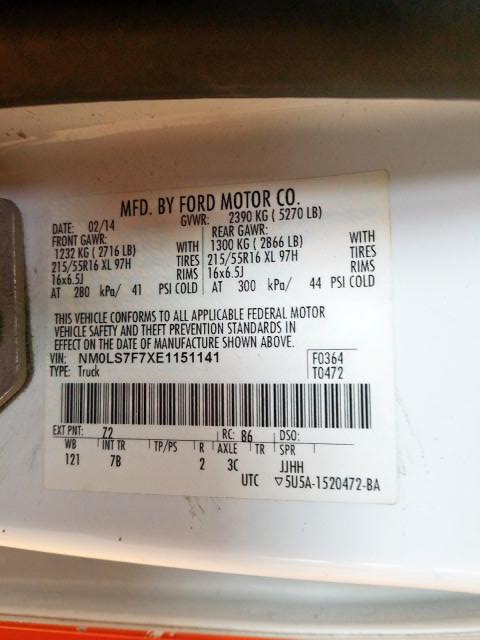 MFD. BY FORD MOTOR CO.
DATE: 02/14 GVWR: 2390 KG ( 5270 LB)
FRONT GAWR: REAR GAWR:
1232 KG ( 2716 LB) WITH 1300 KG ( 2866 LB) WITH
215/55R16 XL 97H TIRES 215/55R16 XL 97H TIRES
16x6.5J RIMS 16x6.5J RIMS
AT 280 kPa/ 41 PSI COLD AT 300 kPa/ 44 PSI COLD
THIS VEHICLE CONFORMS TO ALL APPLICABLE FEDERAL MOTOR
VEHICLE SAFETY AND THEFT PREVENTION STANDARDS IN
EFFECT ON THE DATE OF MANUFACTURE SHOWN ABOVE.
VIN: NM0LS7F7XE1151141 F0364
TYPE: Truck T0472
EXT PNT: Z2 RC: 86 DSO:
WB INT TR TP/PS R AXLE TR SPR
121 7B 2 3C JJHH
UTC ▽5U5A-1520472-BA